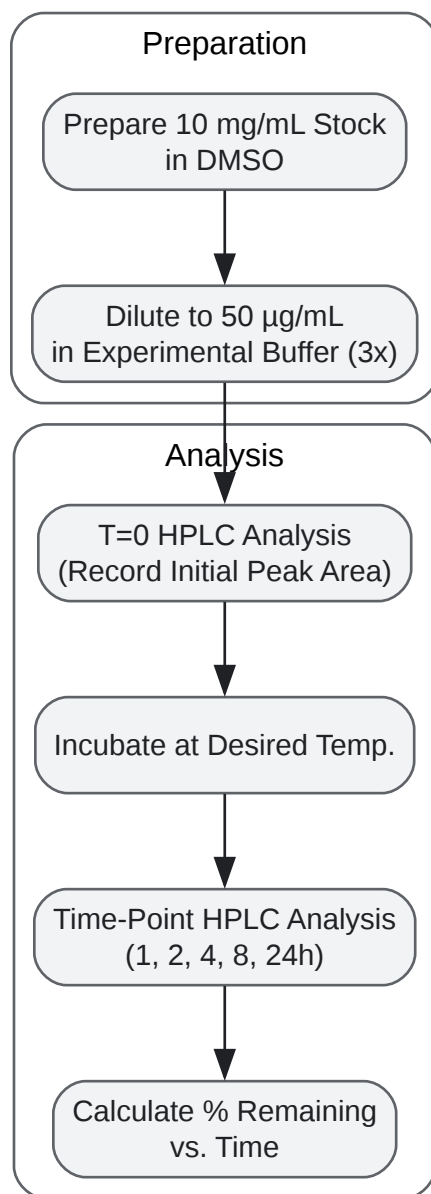 Preparation
Prepare 10 mg/mL Stock
in DMSO
Dilute to 50 µg/mL
in Experimental Buffer (3x)
Analysis
T=0 HPLC Analysis
(Record Initial Peak Area)
Incubate at Desired Temp.
Time-Point HPLC Analysis
(1, 2, 4, 8, 24h)
Calculate % Remaining
vs. Time